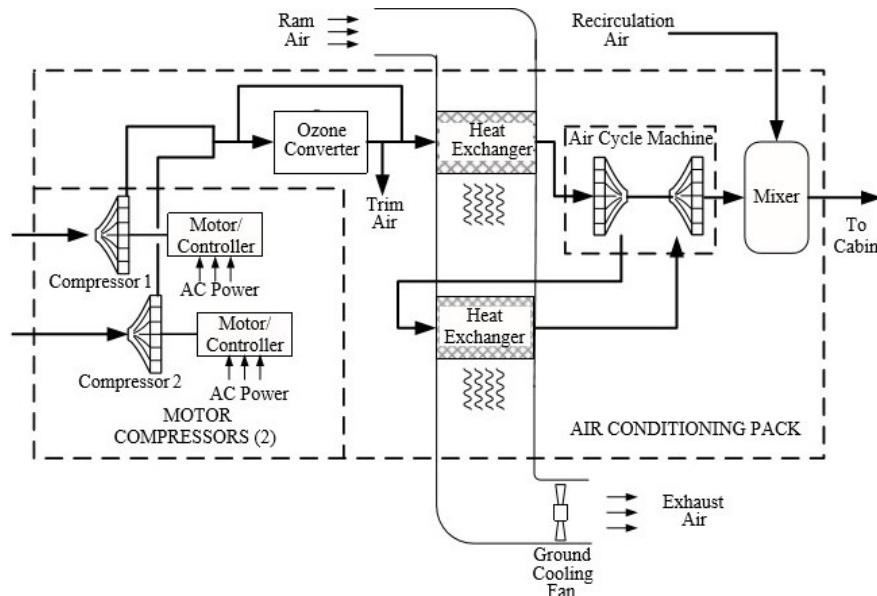 Ram
Air
Recirculation
Air
Ozone
Converter
Heat
Exchanger
Air Cycle Machine
Mixer
Trim
Air
To
Cabin
Motor/
Controller
Compressor 1
AC Power
Heat
Exchanger
Motor/
Controller
Compressor 2
AC Power
MOTOR
COMPRESSORS (2)
AIR CONDITIONING PACK
Exhaust
Air
Ground
Cooling
Fan